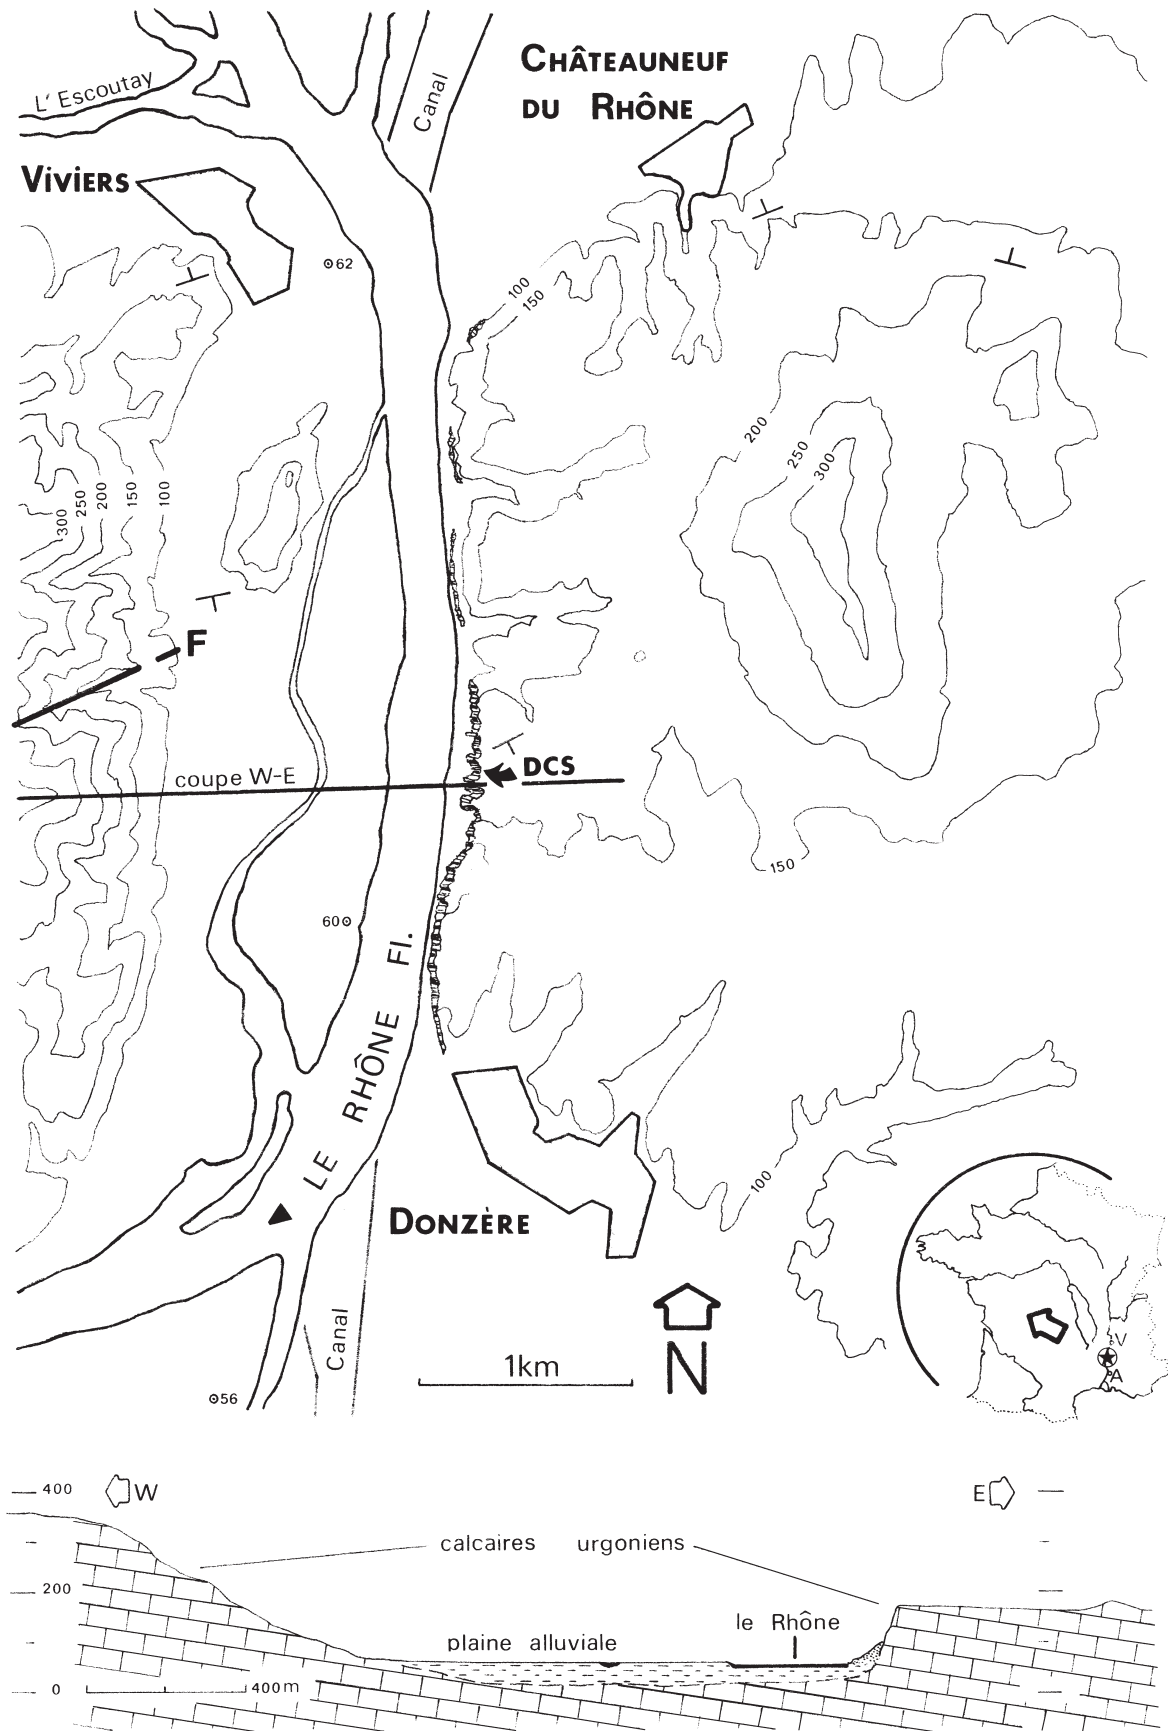 CHÂTEAUNEUF
DU RHÔNE
L' Escoutay
Canal
VIVIERS
62
100
150
200
250
300
300
250
200
150
100
F
coupe W-E
DCS
150
60
LE RHÔNE Fl.
100
DONZÈRE
Canal
1km
N
56
V
A
400
W
E
calcaires urgoniens
200
le Rhône
plaine alluviale
0
400m